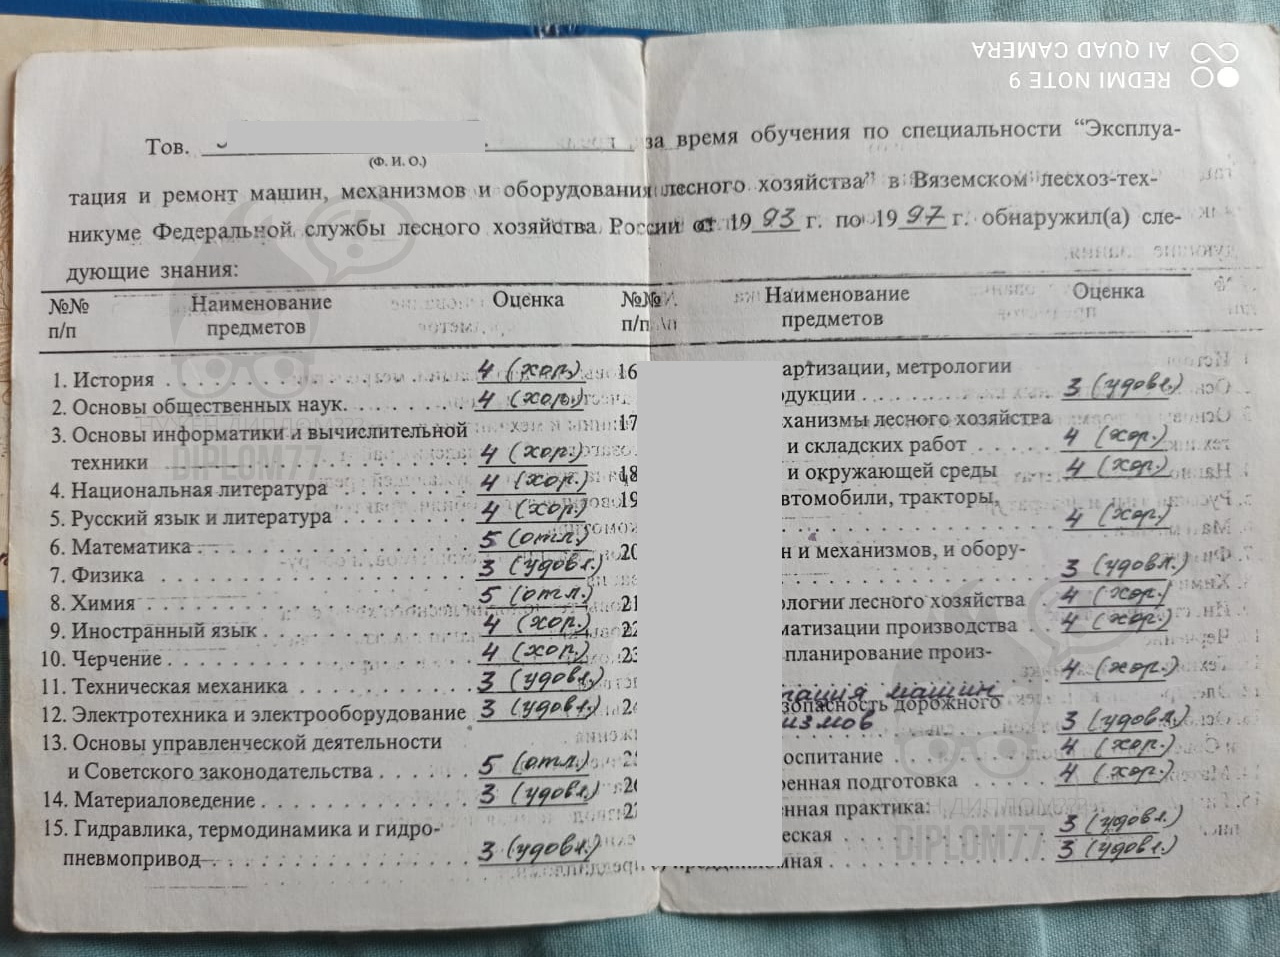 REDMI NOTE 9
AI QUAD CAMERA
Тов.
за время обучения по специальности “Эксплуа-
(Ф. И. О.)
тация и ремонт машин, механизмов и оборудования лесного хозяйства” в Вяземском лесхоз-тех-
никуме Федеральной службы лесного хозяйства России с 1993 г. по 1997 г. обнаружил(а) сле-
дующие знания:
№№ Наименование Оценка
п/п предметов
1. История 4 (хор.)
2. Основы общественных наук. 4 (хор.)
3. Основы информатики и вычислительной
техники 4 (хор.)
4. Национальная литература 4 (хор.)
5. Русский язык и литература 4 (хор.)
6. Математика 5 (отл.)
7. Физика 3 (удовл.)
8. Химия 5 (отл.)
9. Иностранный язык 4 (хор.)
10. Черчение 4 (хор.)
11. Техническая механика 3 (удовл.)
12. Электротехника и электрооборудование 3 (удовл.)
13. Основы управленческой деятельности
и Советского законодательства 5 (отл.)
14. Материаловедение 3 (удовл.)
15. Гидравлика, термодинамика и гидро-
пневмопривод 3 (удовл.)
№№ Наименование Оценка
п/п предметов
16 артизации, метрологии
дукции 3 (удовл.)
17 ханизмы лесного хозяйства
и складских работ 4 (хор.)
18 и окружающей среды 4 (хор.)
19 втомобили, тракторы,
4 (хор.)
20 н и механизмов, и обору-
3 (удовл.)
21 ологии лесного хозяйства 4 (хор.)
22 матизации производства 4 (хор.)
23 планирование произ-
4 (хор.)
тация машин
24 зопасность дорожного
измов 3 (удовл.)
25 оспитание 4 (хор.)
26 енная подготовка 4 (хор.)
27 нная практика:
еская 3 (удовл.)
преддипломная 3 (удовл.)
DIPLOM77
DIPLOM77